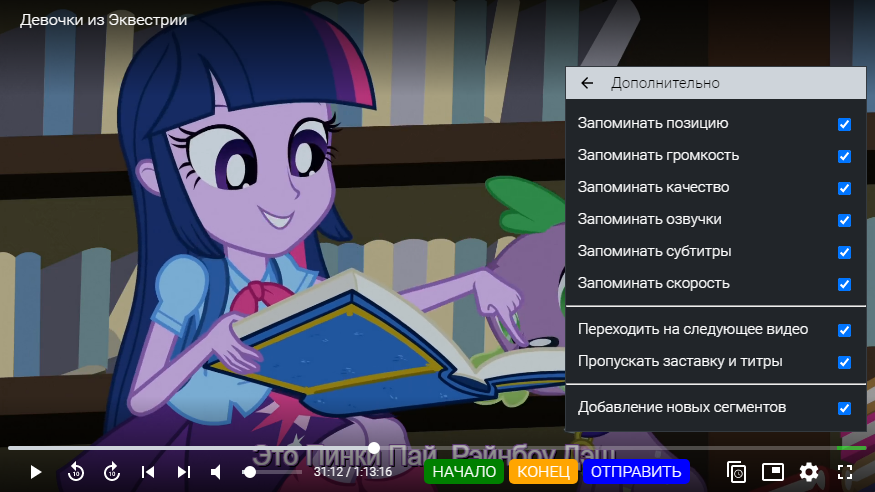 Девочки из Эквестрии
Дополнительно
Запоминать позицию
Запоминать громкость
Запоминать качество
Запоминать озвучки
Запоминать субтитры
Запоминать скорость
Переходить на следующее видео
Пропускать заставку и титры
Добавление новых сегментов
Это Пинки Пай, Рэйнбоу Дэш,
10
10
31:12 / 1:13:16
НАЧАЛО
КОНЕЦ
ОТПРАВИТЬ